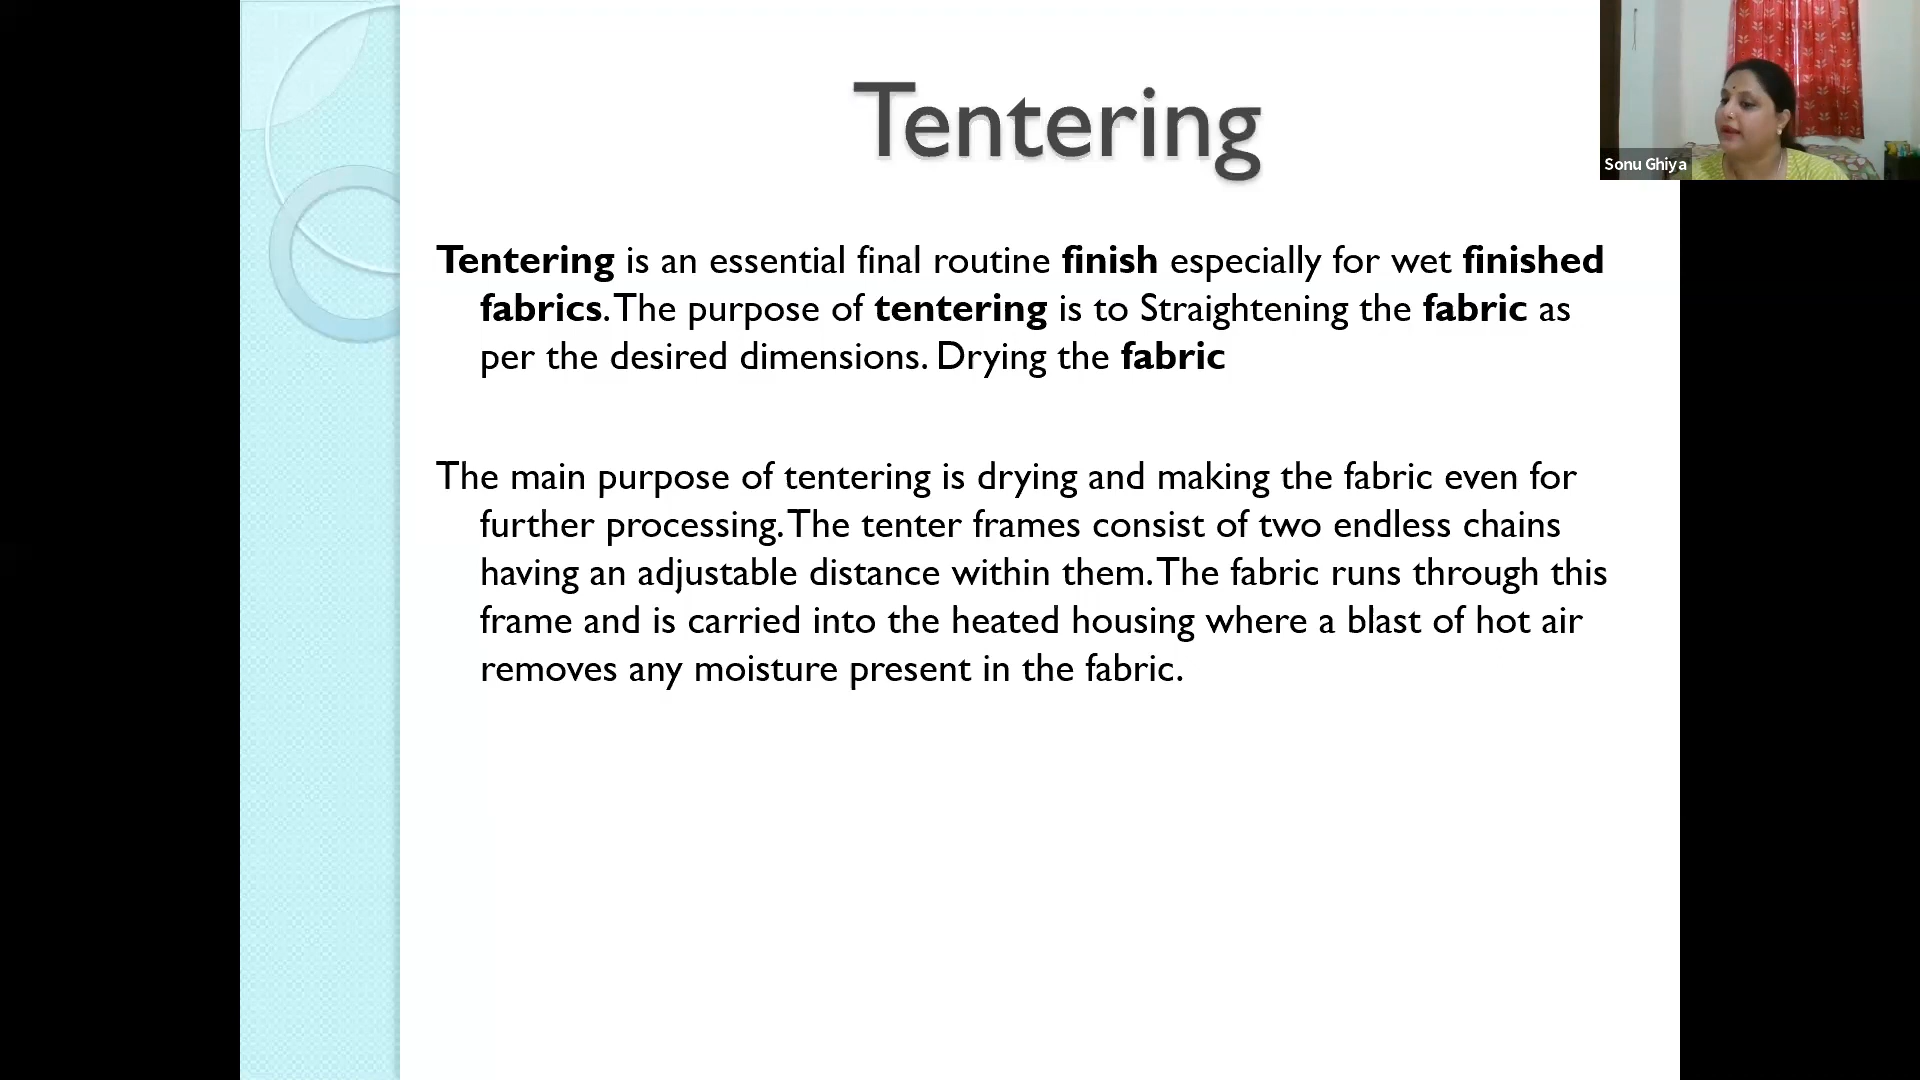 Tentering
Sonu Ghiya
Tentering is an essential final routine finish especially for wet finished
fabrics. The purpose of tentering is to Straightening the fabric as
per the desired dimensions. Drying the fabric
The main purpose of tentering is drying and making the fabric even for
further processing. The tenter frames consist of two endless chains
having an adjustable distance within them. The fabric runs through this
frame and is carried into the heated housing where a blast of hot air
removes any moisture present in the fabric.